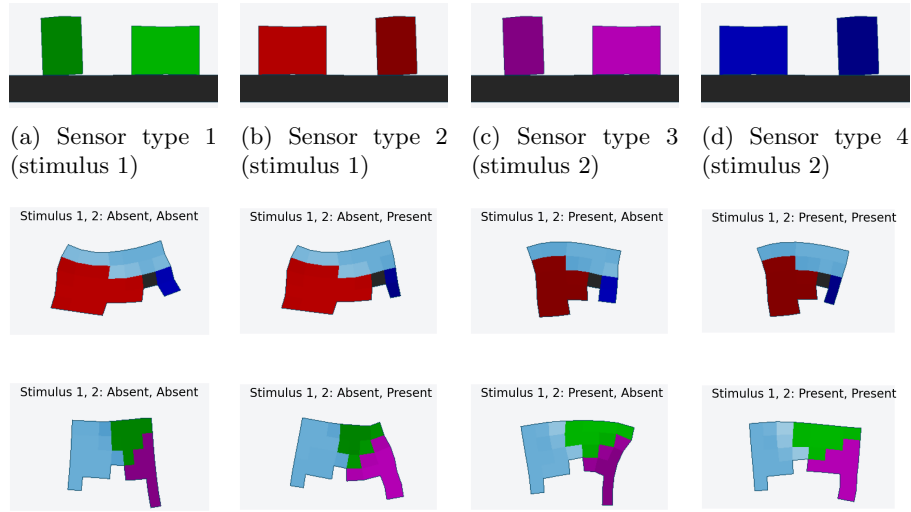 (a) Sensor type 1
(stimulus 1)
(b) Sensor type 2
(stimulus 1)
(c) Sensor type 3
(stimulus 2)
(d) Sensor type 4
(stimulus 2)
Stimulus 1, 2: Absent, Absent
Stimulus 1, 2: Absent, Present
Stimulus 1, 2: Present, Absent
Stimulus 1, 2: Present, Present
Stimulus 1, 2: Absent, Absent
Stimulus 1, 2: Absent, Present
Stimulus 1, 2: Present, Absent
Stimulus 1, 2: Present, Present